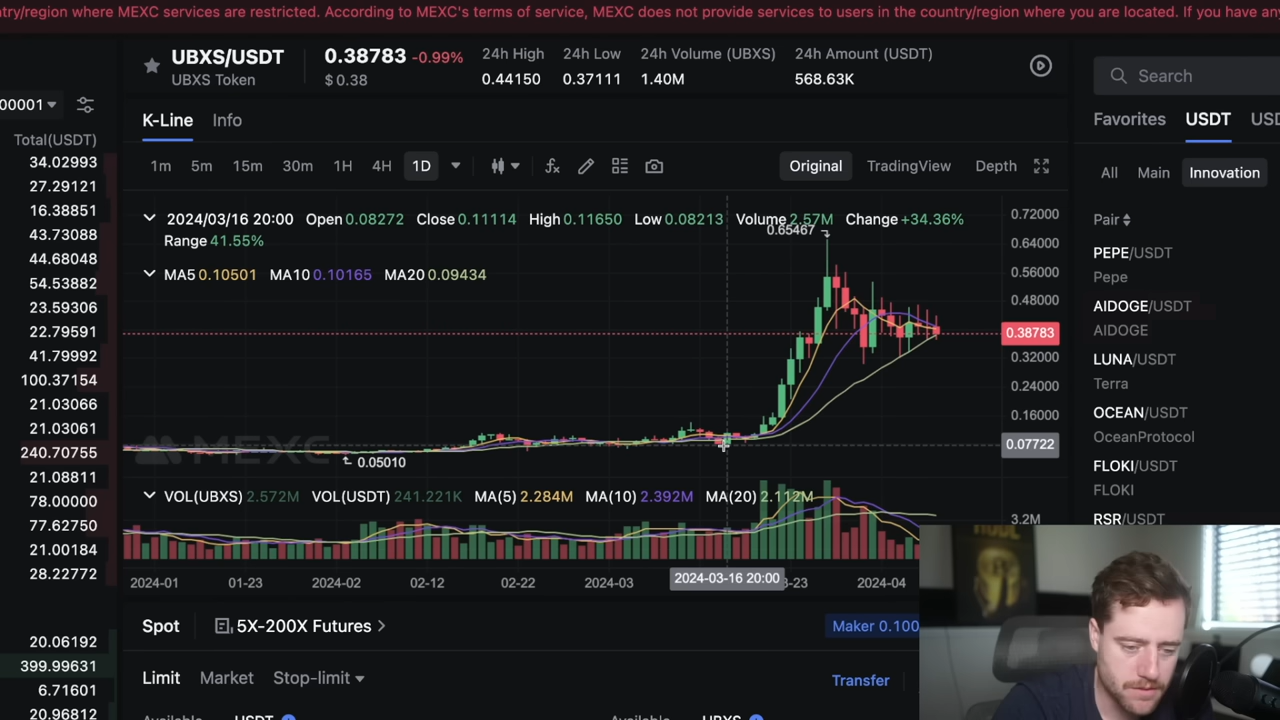 ntry/region where MEXC services are restricted. According to MEXC's terms of service, MEXC does not provide services to users in the country/region where you are located. If you have any
UBXS/USDT
UBXS Token
0.38783 -0.99%
$ 0.38
24h High
0.44150
24h Low
0.37111
24h Volume (UBXS)
1.40M
24h Amount (USDT)
568.63K
Search
00001
Total(USDT)
34.02993
27.29121
16.38851
43.73088
44.68048
54.53882
23.59306
22.79591
41.79992
100.37154
21.03066
21.03061
240.70755
21.08811
78.00000
77.62750
21.00184
28.22772
20.06192
399.99631
6.71601
20.96812
K-Line Info
1m 5m 15m 30m 1H 4H 1D
Original TradingView Depth
2024/03/16 20:00 Open 0.08272 Close 0.11114 High 0.11650 Low 0.08213 Volume 2.57M Change +34.36%
Range 41.55%
MA5 0.10501 MA10 0.10165 MA20 0.09434
0.65467
0.05010
MEXC
0.72000
0.64000
0.56000
0.48000
0.38783
0.32000
0.24000
0.16000
0.07722
VOL(UBXS) 2.572M VOL(USDT) 241.221K MA(5) 2.284M MA(10) 2.392M MA(20) 2.112M
3.2M
2024-01 01-23 2024-02 02-12 02-22 2024-03 2024-03-16 20:00 3-23 2024-04
Spot 5X-200X Futures >
Maker 0.100
Limit Market Stop-limit
Transfer
Available USDT
Available UBXS
Favorites USDT USD
All Main Innovation
Pair
PEPE/USDT
Pepe
AIDOGE/USDT
AIDOGE
LUNA/USDT
Terra
OCEAN/USDT
OceanProtocol
FLOKI/USDT
FLOKI
RSR/USDT